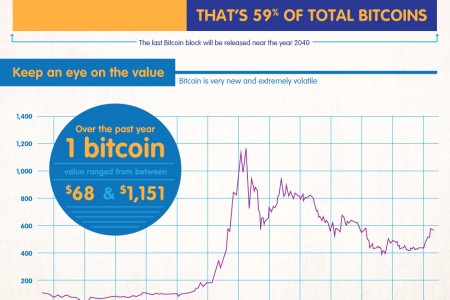 THAT'S 59% OF TOTAL BITCOINS
The last Bitcoin block will be released near the year 2040
Keep an eye on the value
Bitcoin is very new and extremely volatile
1,400
1,200
1,000
800
600
400
200
Over the past year
1 bitcoin
value ranged from between
$68 & $1,151